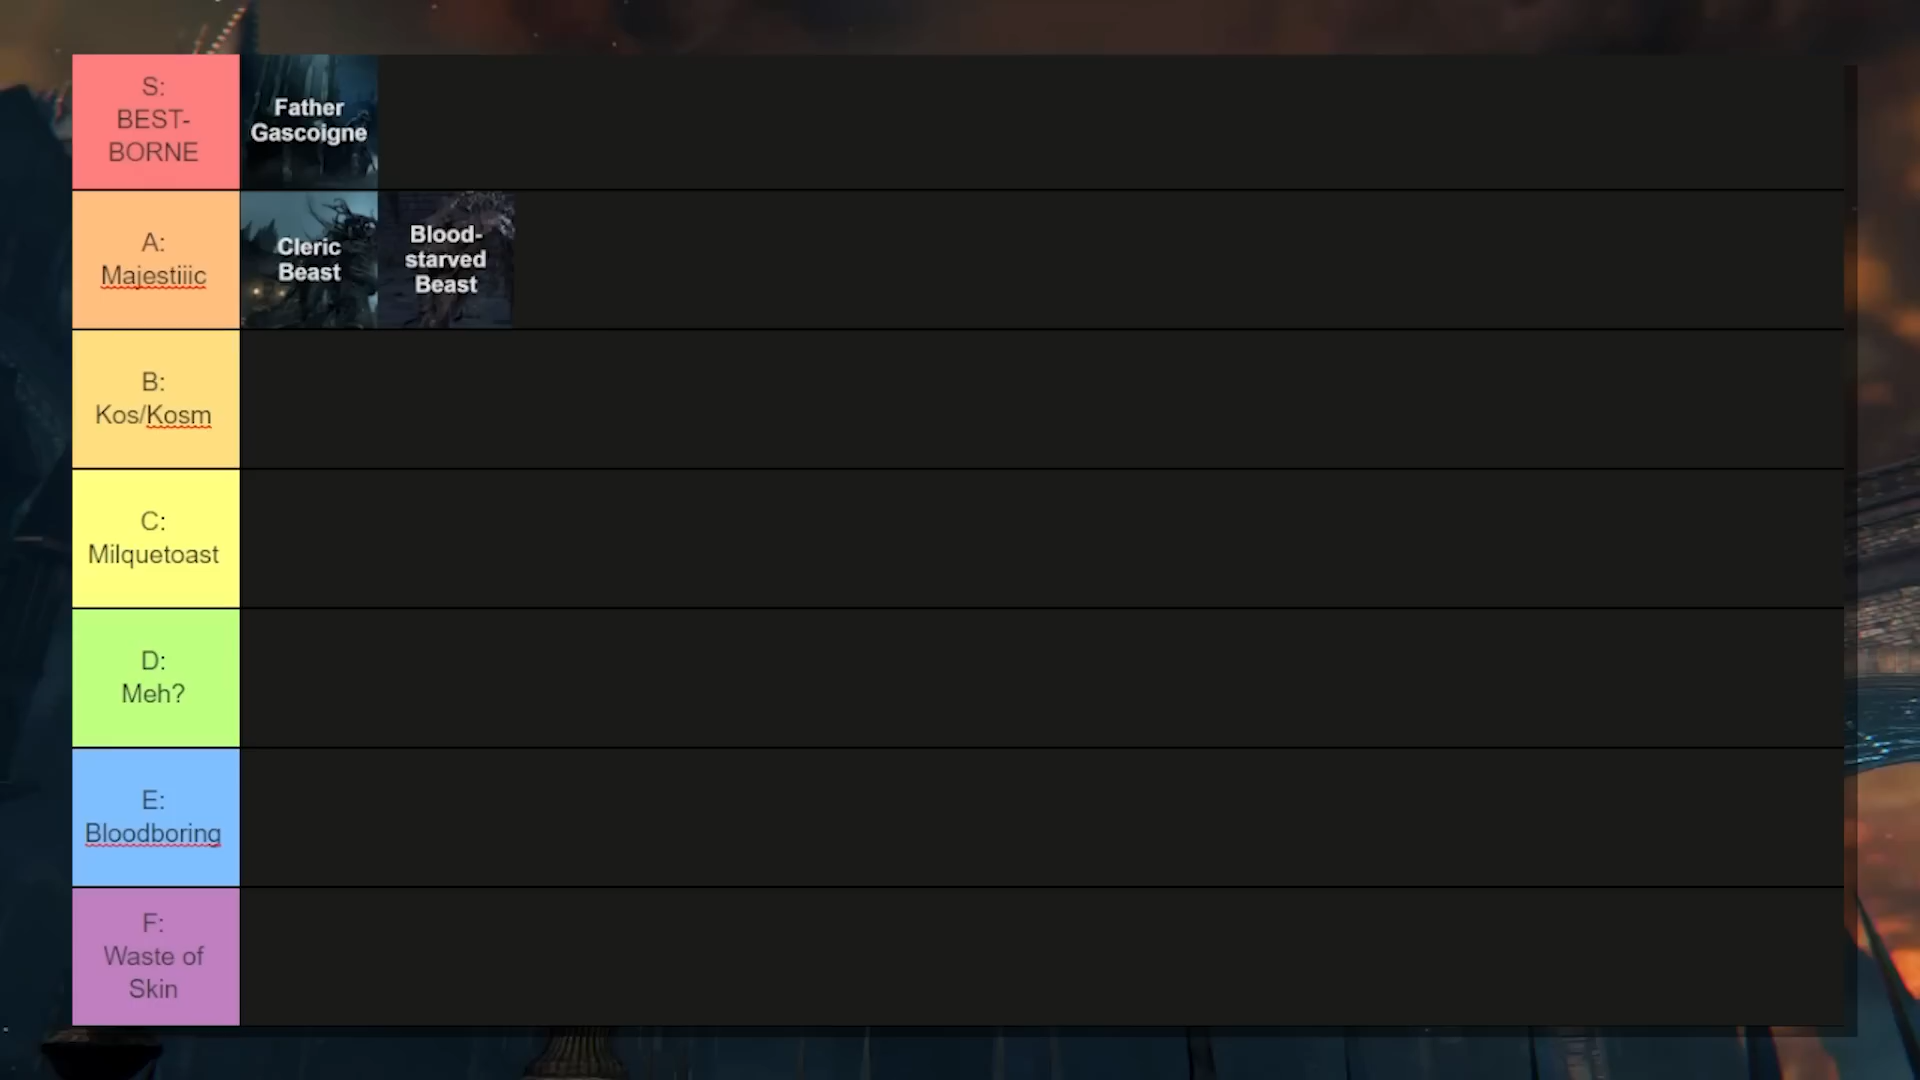 S:
BEST-
BORNE
Father
Gascoigne
A:
Majestiiic
Cleric
Beast
Blood-
starved
Beast
B:
Kos/Kosm
C:
Milquetoast
D:
Meh?
E:
Bloodboring
F:
Waste of
Skin